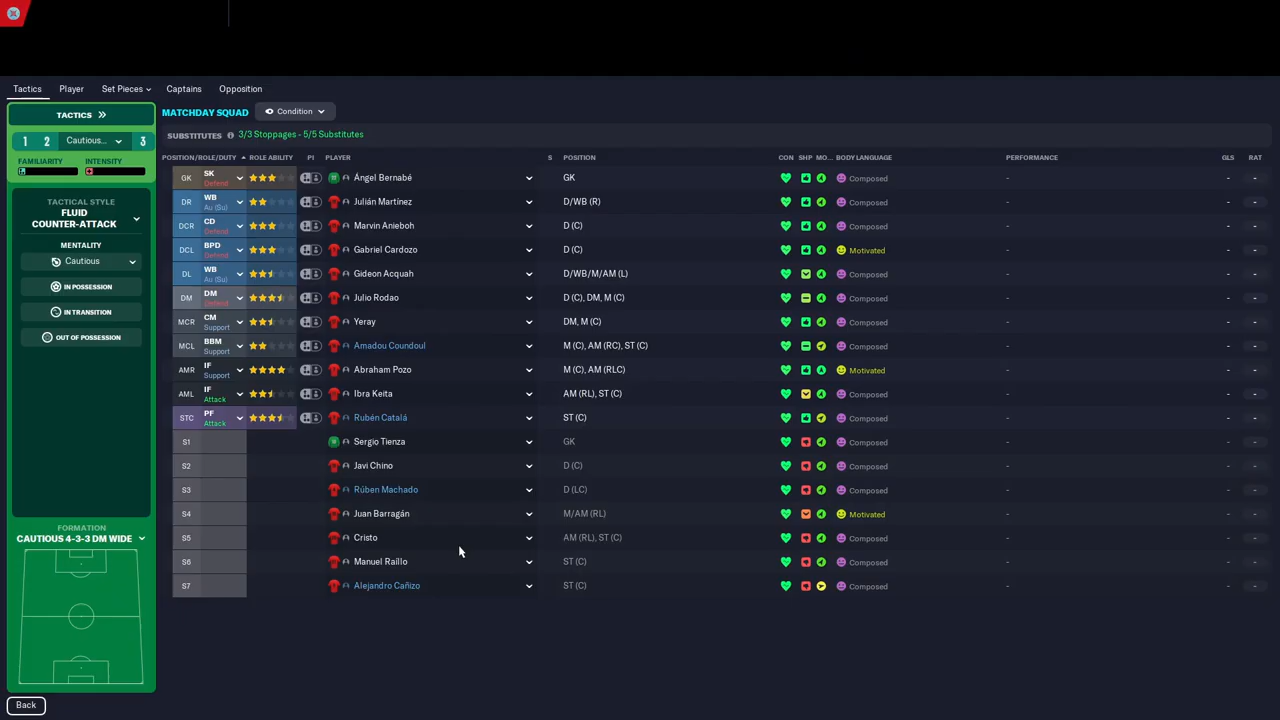 Tactics Player Set Pieces Captains Opposition
TACTICS
MATCHDAY SQUAD Condition
1 2 Cautious... 3
SUBSTITUTES 3/3 Stoppages - 5/5 Substitutes
FAMILIARITY INTENSITY
POSITION/ROLE/DUTY ROLE ABILITY PI PLAYER S POSITION CON SHP MO... BODY LANGUAGE PERFORMANCE GLS RAT
GK SK Defend Ángel Bernabé GK Composed - - -
DR WB Au (Su) Julián Martínez D/WB (R) Composed - - -
DCR CD Defend Marvin Anieboh D (C) Composed - - -
DCL BPD Defend Gabriel Cardozo D (C) Motivated - - -
DL WB Au (Su) Gideon Acquah D/WB/M/AM (L) Composed - - -
DM DM Defend Julio Rodao D (C), DM, M (C) Composed - - -
MCR CM Support Yeray DM, M (C) Composed - - -
MCL BBM Support Amadou Coundoul M (C), AM (RC), ST (C) Composed - - -
AMR IF Support Abraham Pozo M (C), AM (RLC) Motivated - - -
AML IF Attack Ibra Keita AM (RL), ST (C) Composed - - -
STC PF Attack Rubén Catalá ST (C) Composed - - -
S1 Sergio Tienza GK Composed - - -
S2 Javi Chino D (C) Composed - - -
S3 Rúben Machado D (LC) Composed - - -
S4 Juan Barragán M/AM (RL) Motivated - - -
S5 Cristo AM (RL), ST (C) Composed - - -
S6 Manuel Raíllo ST (C) Composed - - -
S7 Alejandro Cañizo ST (C) Composed - - -
TACTICAL STYLE
FLUID
COUNTER-ATTACK
MENTALITY
Cautious
IN POSSESSION
IN TRANSITION
OUT OF POSSESSION
FORMATION
CAUTIOUS 4-3-3 DM WIDE
Back